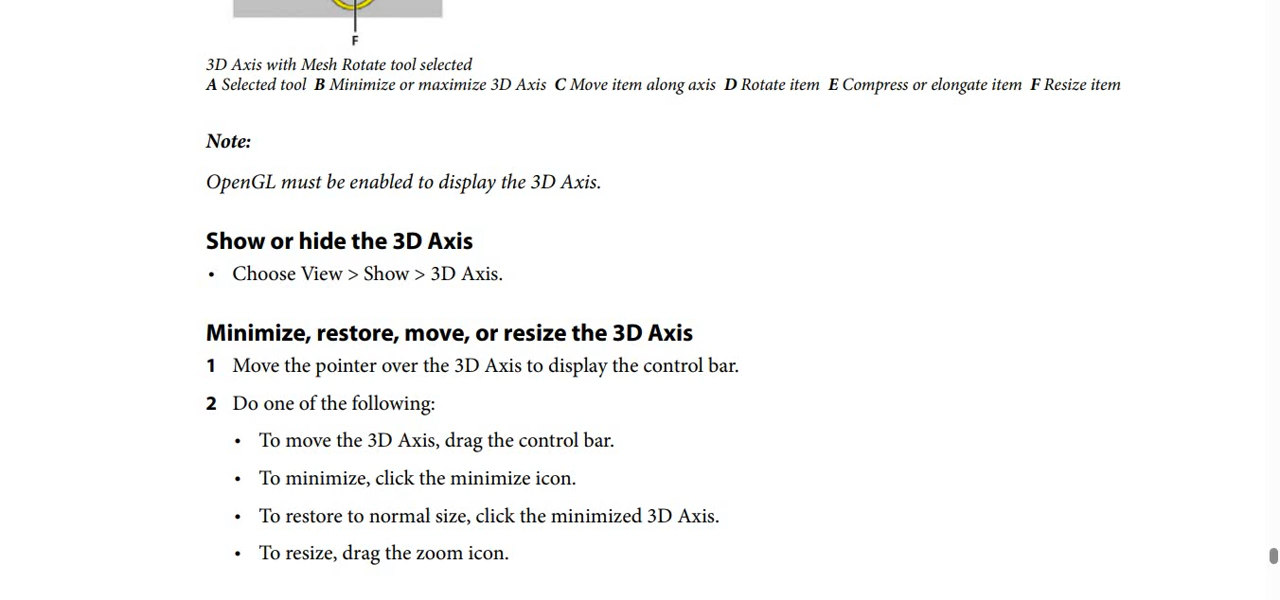 F
3D Axis with Mesh Rotate tool selected
A Selected tool B Minimize or maximize 3D Axis C Move item along axis D Rotate item E Compress or elongate item F Resize item
Note:
OpenGL must be enabled to display the 3D Axis.
Show or hide the 3D Axis
• Choose View > Show > 3D Axis.
Minimize, restore, move, or resize the 3D Axis
1 Move the pointer over the 3D Axis to display the control bar.
2 Do one of the following:
• To move the 3D Axis, drag the control bar.
• To minimize, click the minimize icon.
• To restore to normal size, click the minimized 3D Axis.
• To resize, drag the zoom icon.